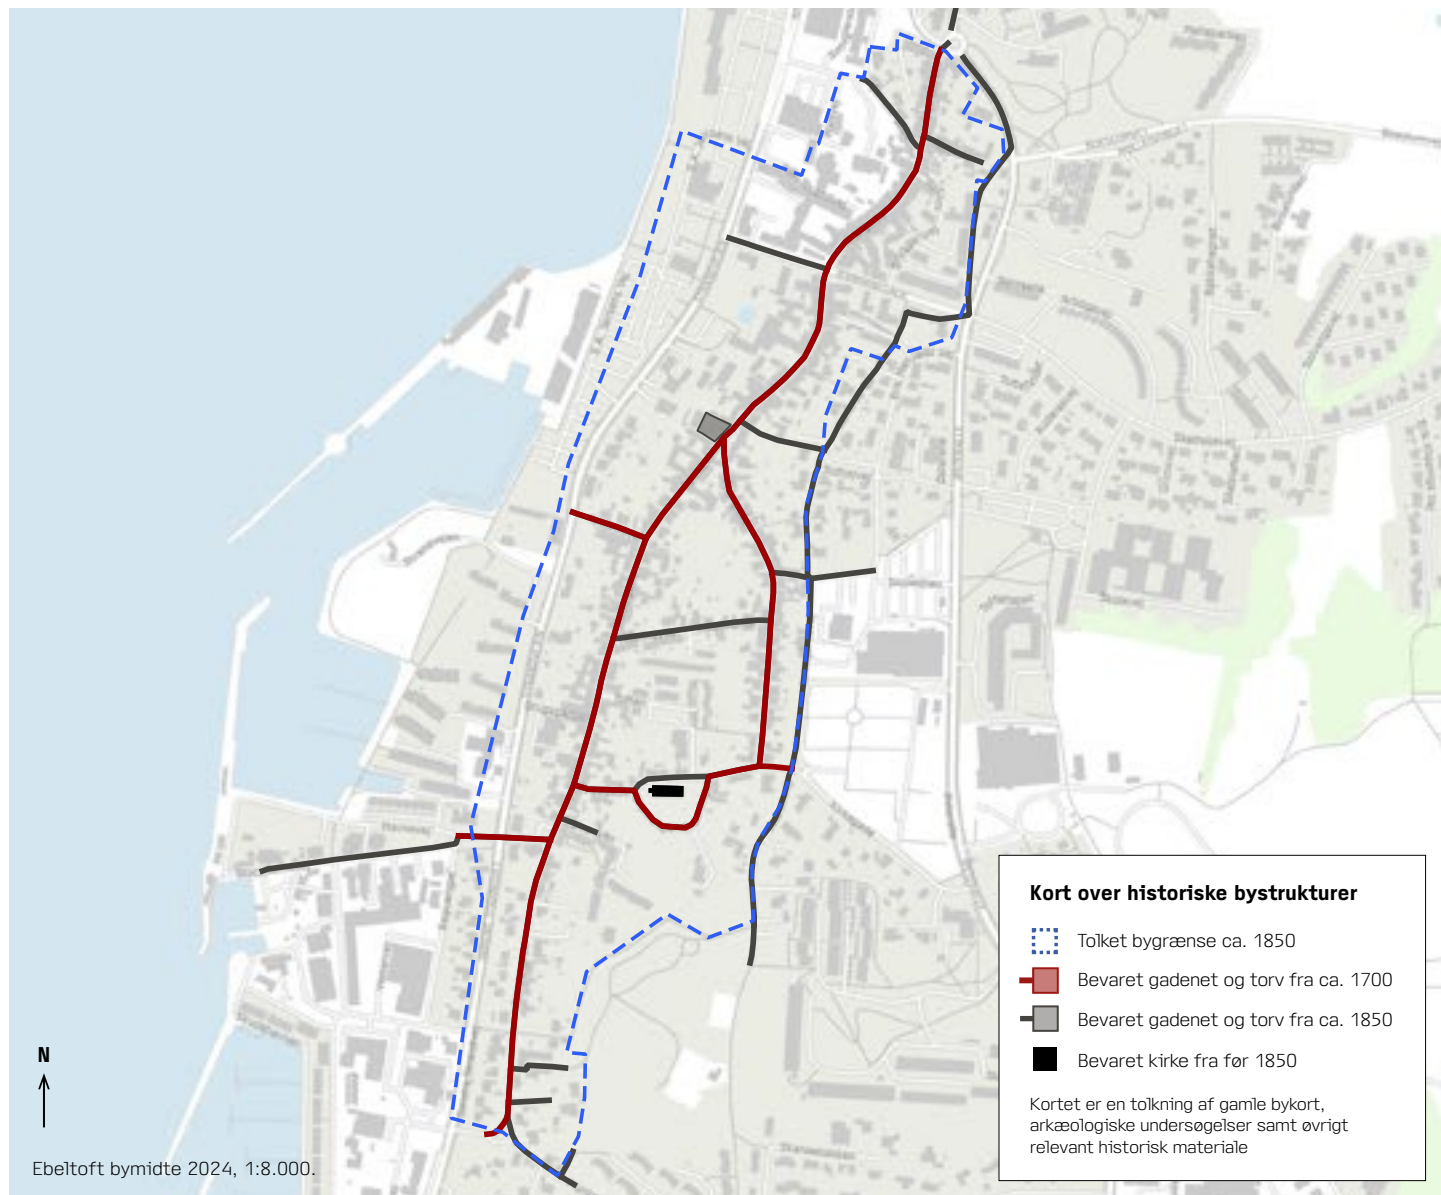 Kort over historiske bystrukturer
Tolket bygrænse ca. 1850
Bevaret gadenet og torv fra ca. 1700
Bevaret gadenet og torv fra ca. 1850
Bevaret kirke fra før 1850
Kortet er en tolkning af gamle bykort,
arkæologiske undersøgelser samt øvrigt
relevant historisk materiale
N
Ebeltoft bymidte 2024, 1:8.000.